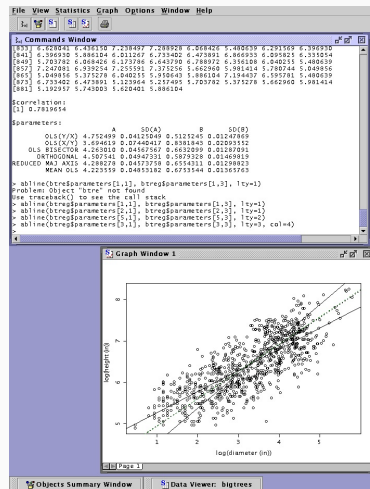 File View Statistics Graph Options Window Help
Commands Window
[833] 6.628041 6.436150 7.238497 7.288928 6.068426 5.480639 6.291569 6.396930
[841] 6.396930 5.886104 6.011267 6.733402 6.473891 6.866933 6.095825 6.335054
[849] 5.703782 6.068426 6.173786 6.643790 6.788972 6.356108 6.040255 5.480639
[857] 7.247081 6.939254 7.255591 7.375256 5.662960 5.981414 5.780744 5.049856
[865] 5.049856 5.375278 6.040255 5.950643 5.886104 7.194437 6.595781 5.480639
[873] 6.733402 6.473891 5.123964 5.257495 5.703782 5.375278 5.662960 5.981414
[881] 5.192957 5.743003 5.620401 5.886104
$correlation:
[1] 0.7819654
$parameters:
A SD(A) B SD(B)
OLS(Y/X) 4.752499 0.04125049 0.5125245 0.01247869
OLS(X/Y) 3.694619 0.07440417 0.8381843 0.02093552
OLS BISECTOR 4.263010 0.04567567 0.6632099 0.01287091
ORTHOGONAL 4.507541 0.04947331 0.5879328 0.01469819
REDUCED MAJ AXIS 4.288278 0.04573758 0.6554311 0.01298823
MEAN OLS 4.223559 0.04853182 0.6753544 0.01365763
> abline(btre$parameters[1,1], btreg$parameters[1,3], lty=1)
Problem: Object "btre" not found
Use traceback() to see the call stack
> abline(btreg$parameters[1,1], btreg$parameters[1,3], lty=1)
> abline(btreg$parameters[2,1], btreg$parameters[2,3], lty=1)
> abline(btreg$parameters[5,1], btreg$parameters[5,3], lty=2)
> abline(btreg$parameters[3,1], btreg$parameters[3,3], lty=3, col=4)
>
Graph Window 1
8
7
6
5
log(height (in))
1 2 3 4 5
log(diameter (in))
Page 1
Objects Summary Window
Data Viewer: bigtrees